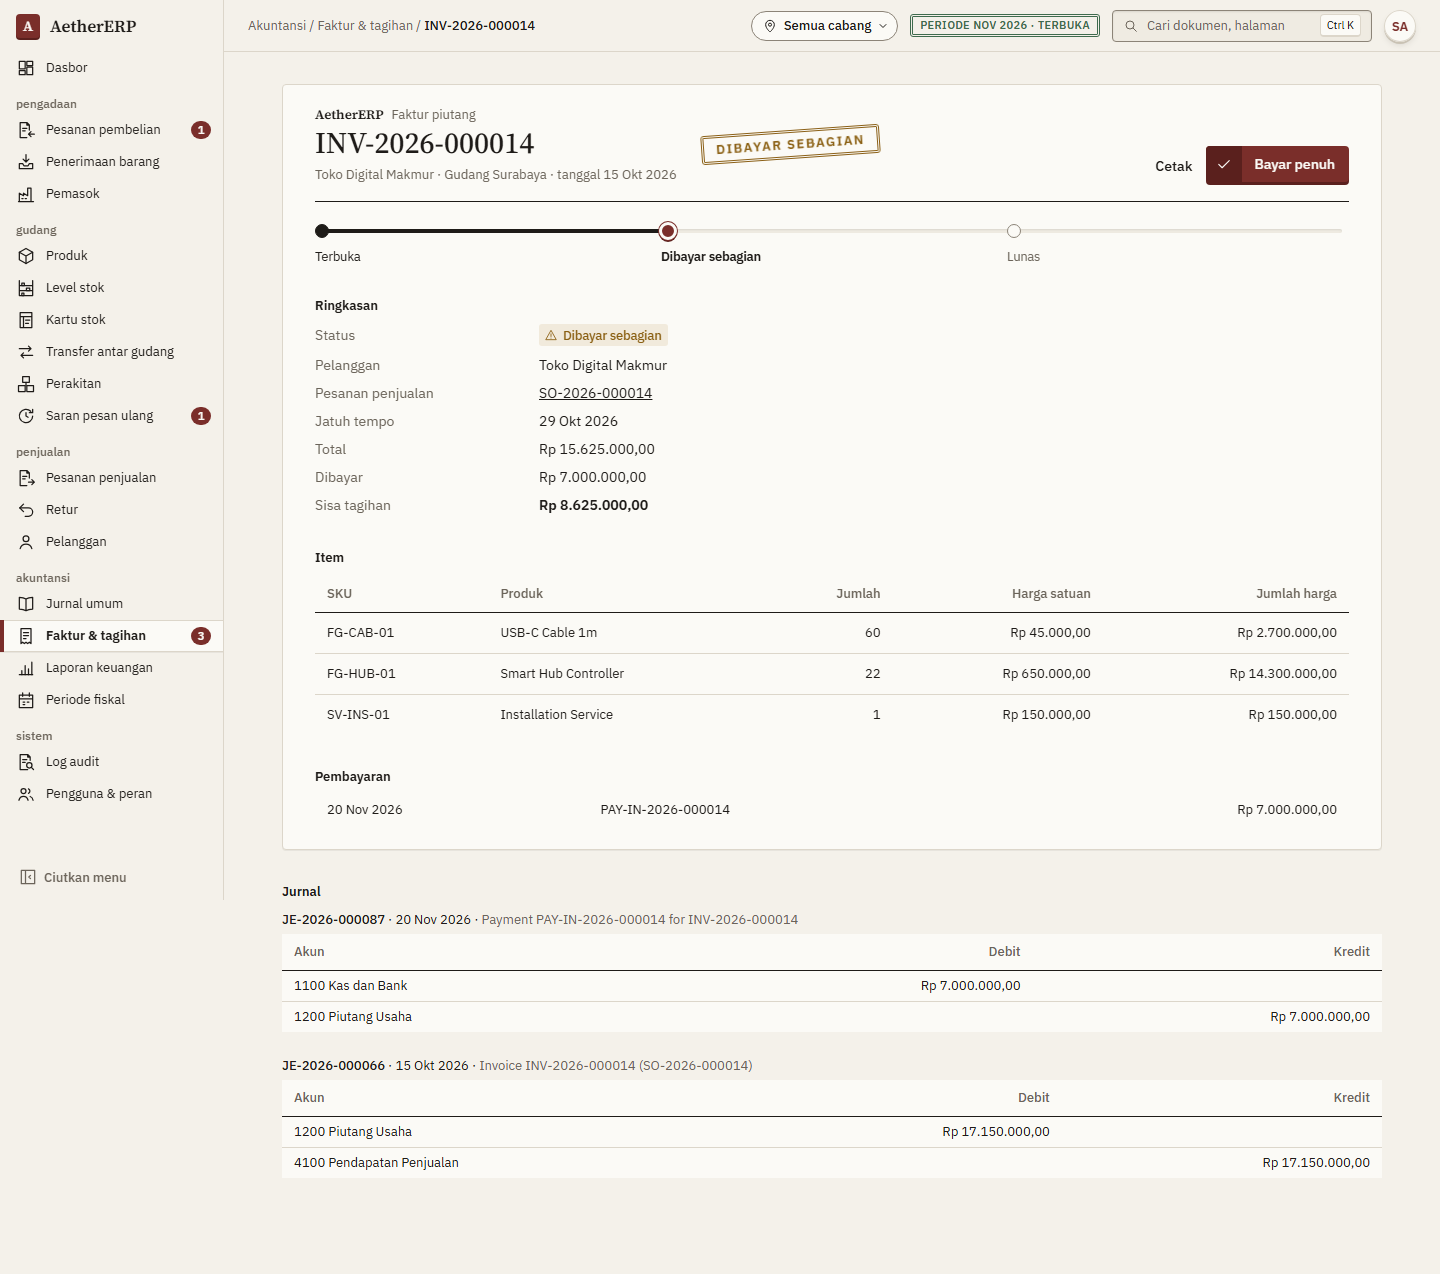 A AetherERP
Dasbor
pengadaan
Pesanan pembelian 1
Penerimaan barang
Pemasok
gudang
Produk
Level stok
Kartu stok
Transfer antar gudang
Perakitan
Saran pesan ulang 1
penjualan
Pesanan penjualan
Retur
Pelanggan
akuntansi
Jurnal umum
Faktur & tagihan 3
Laporan keuangan
Periode fiskal
sistem
Log audit
Pengguna & peran
Ciutkan menu
Akuntansi / Faktur & tagihan / INV-2026-000014
Semua cabang
PERIODE NOV 2026 · TERBUKA
Cari dokumen, halaman Ctrl K
SA
AetherERP Faktur piutang
INV-2026-000014
Toko Digital Makmur · Gudang Surabaya · tanggal 15 Okt 2026
DIBAYAR SEBAGIAN
Cetak
Bayar penuh
Terbuka Dibayar sebagian Lunas
Ringkasan
Status Dibayar sebagian
Pelanggan Toko Digital Makmur
Pesanan penjualan SO-2026-000014
Jatuh tempo 29 Okt 2026
Total Rp 15.625.000,00
Dibayar Rp 7.000.000,00
Sisa tagihan Rp 8.625.000,00
Item
SKU Produk Jumlah Harga satuan Jumlah harga
FG-CAB-01 USB-C Cable 1m 60 Rp 45.000,00 Rp 2.700.000,00
FG-HUB-01 Smart Hub Controller 22 Rp 650.000,00 Rp 14.300.000,00
SV-INS-01 Installation Service 1 Rp 150.000,00 Rp 150.000,00
Pembayaran
20 Nov 2026 PAY-IN-2026-000014 Rp 7.000.000,00
Jurnal
JE-2026-000087 · 20 Nov 2026 · Payment PAY-IN-2026-000014 for INV-2026-000014
Akun Debit Kredit
1100 Kas dan Bank Rp 7.000.000,00
1200 Piutang Usaha Rp 7.000.000,00
JE-2026-000066 · 15 Okt 2026 · Invoice INV-2026-000014 (SO-2026-000014)
Akun Debit Kredit
1200 Piutang Usaha Rp 17.150.000,00
4100 Pendapatan Penjualan Rp 17.150.000,00